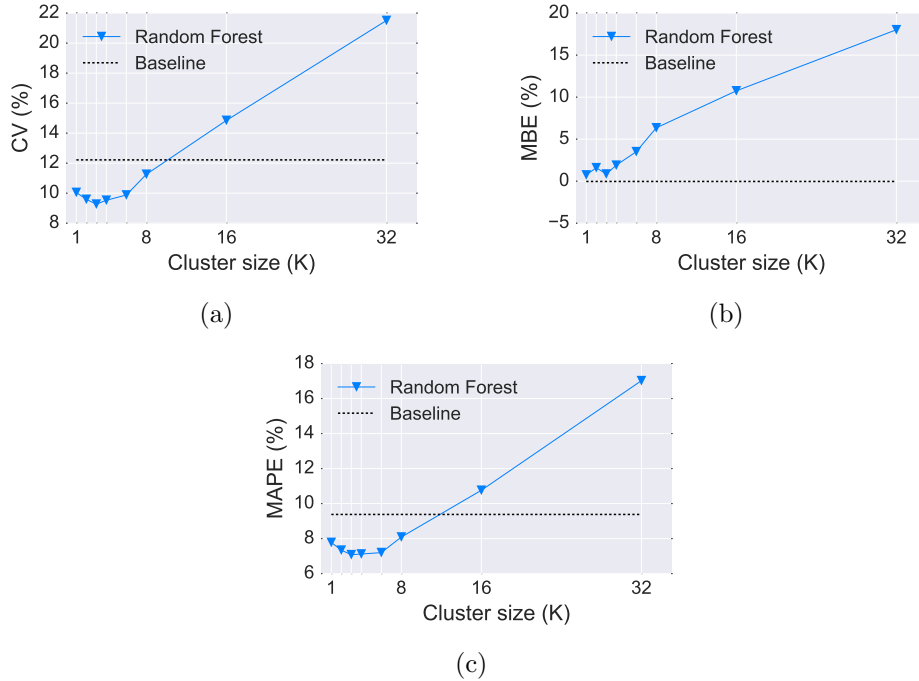 22
20
18
16
14
12
10
8
CV (%)
Random Forest
Baseline
1 8 16 32
Cluster size (K)
(a)
20
15
10
5
0
−5
MBE (%)
Random Forest
Baseline
1 8 16 32
Cluster size (K)
(b)
18
16
14
12
10
8
6
MAPE (%)
Random Forest
Baseline
1 8 16 32
Cluster size (K)
(c)